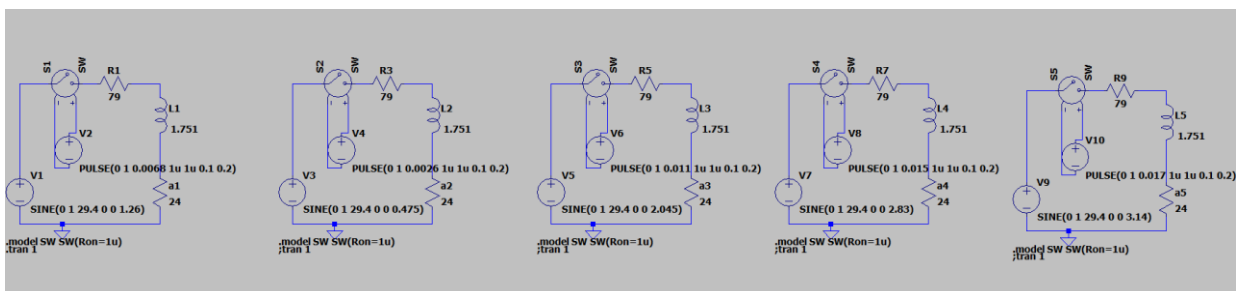 S1
SW
R1
79
L1
1.751
V2
PULSE(0 1 0.0068 1u 1u 0.1 0.2)
V1
a1
24
SINE(0 1 29.4 0 0 1.26)
.model SW SW(Ron=1u)
;tran 1
S2
SW
R3
79
L2
1.751
V4
PULSE(0 1 0.0026 1u 1u 0.1 0.2)
V3
a2
24
SINE(0 1 29.4 0 0 0.475)
.model SW SW(Ron=1u)
;tran 1
S3
SW
R5
79
L3
1.751
V6
PULSE(0 1 0.011 1u 1u 0.1 0.2)
V5
a3
24
SINE(0 1 29.4 0 0 2.045)
.model SW SW(Ron=1u)
;tran 1
S4
SW
R7
79
L4
1.751
V8
PULSE(0 1 0.015 1u 1u 0.1 0.2)
V7
a4
24
SINE(0 1 29.4 0 0 2.83)
.model SW SW(Ron=1u)
;tran 1
S5
SW
R9
79
L5
1.751
V10
PULSE(0 1 0.017 1u 1u 0.1 0.2)
V9
a5
24
SINE(0 1 29.4 0 0 3.14)
.model SW SW(Ron=1u)
;tran 1